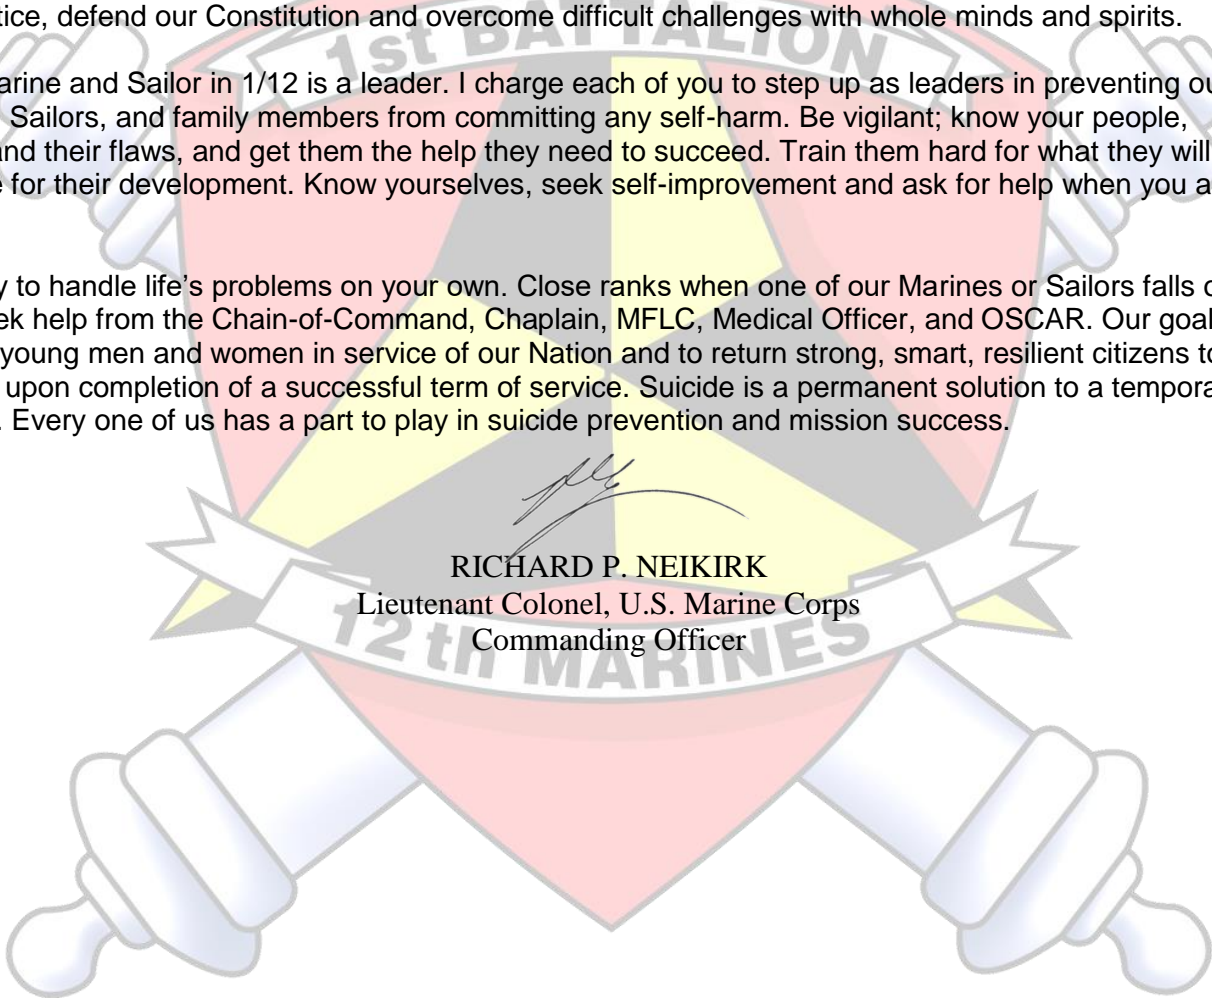 tice, defend our Constitution and overcome difficult challenges with whole minds and spirits.
1st BATTALION
arine and Sailor in 1/12 is a leader. I charge each of you to step up as leaders in preventing ou
Sailors, and family members from committing any self-harm. Be vigilant; know your people,
and their flaws, and get them the help they need to succeed. Train them hard for what they will
e for their development. Know yourselves, seek self-improvement and ask for help when you a
y to handle life's problems on your own. Close ranks when one of our Marines or Sailors falls o
ek help from the Chain-of-Command, Chaplain, MFLC, Medical Officer, and OSCAR. Our goal
young men and women in service of our Nation and to return strong, smart, resilient citizens to
upon completion of a successful term of service. Suicide is a permanent solution to a tempora
. Every one of us has a part to play in suicide prevention and mission success.
RICHARD P. NEIKIRK
Lieutenant Colonel, U.S. Marine Corps
Commanding Officer
12th MARINES